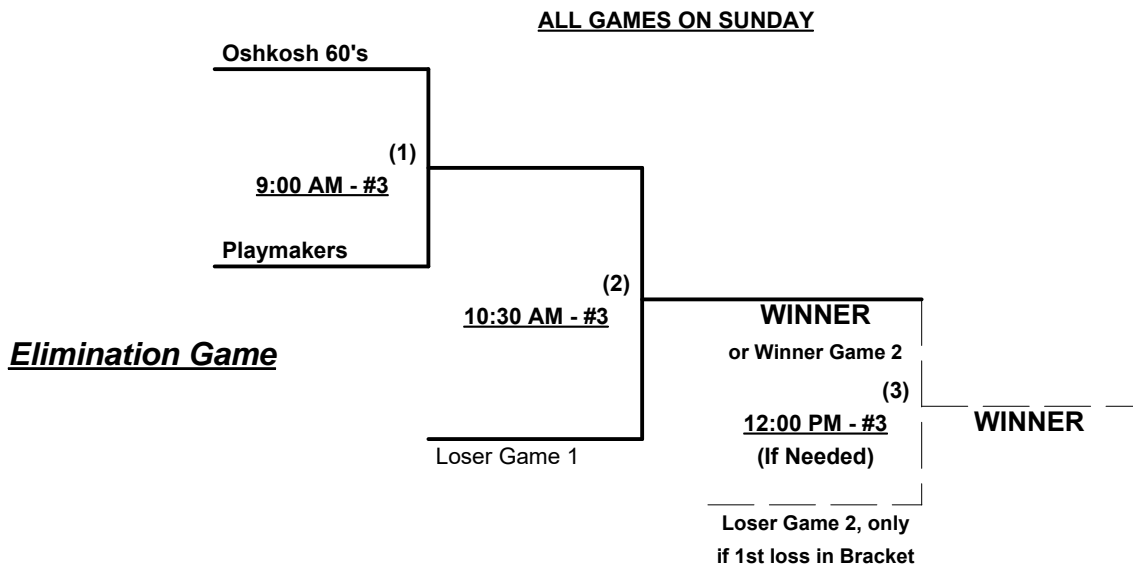 ALL GAMES ON SUNDAY
Oshkosh 60's
(1)
9:00 AM - #3
Playmakers
(2)
10:30 AM - #3
WINNER
or Winner Game 2
Elimination Game
(3)
12:00 PM - #3
WINNER
(If Needed)
Loser Game 1
Loser Game 2, only
if 1st loss in Bracket